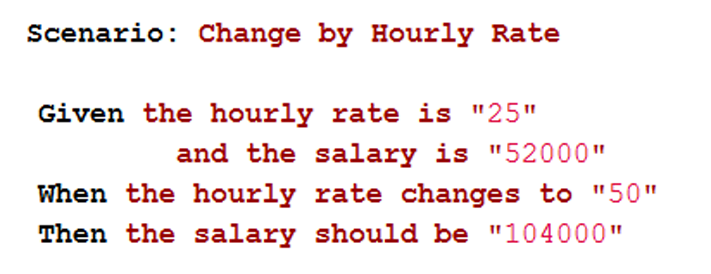 Scenario: Change by Hourly Rate
Given the hourly rate is "25"
and the salary is "52000"
When the hourly rate changes to "50"
Then the salary should be "104000"